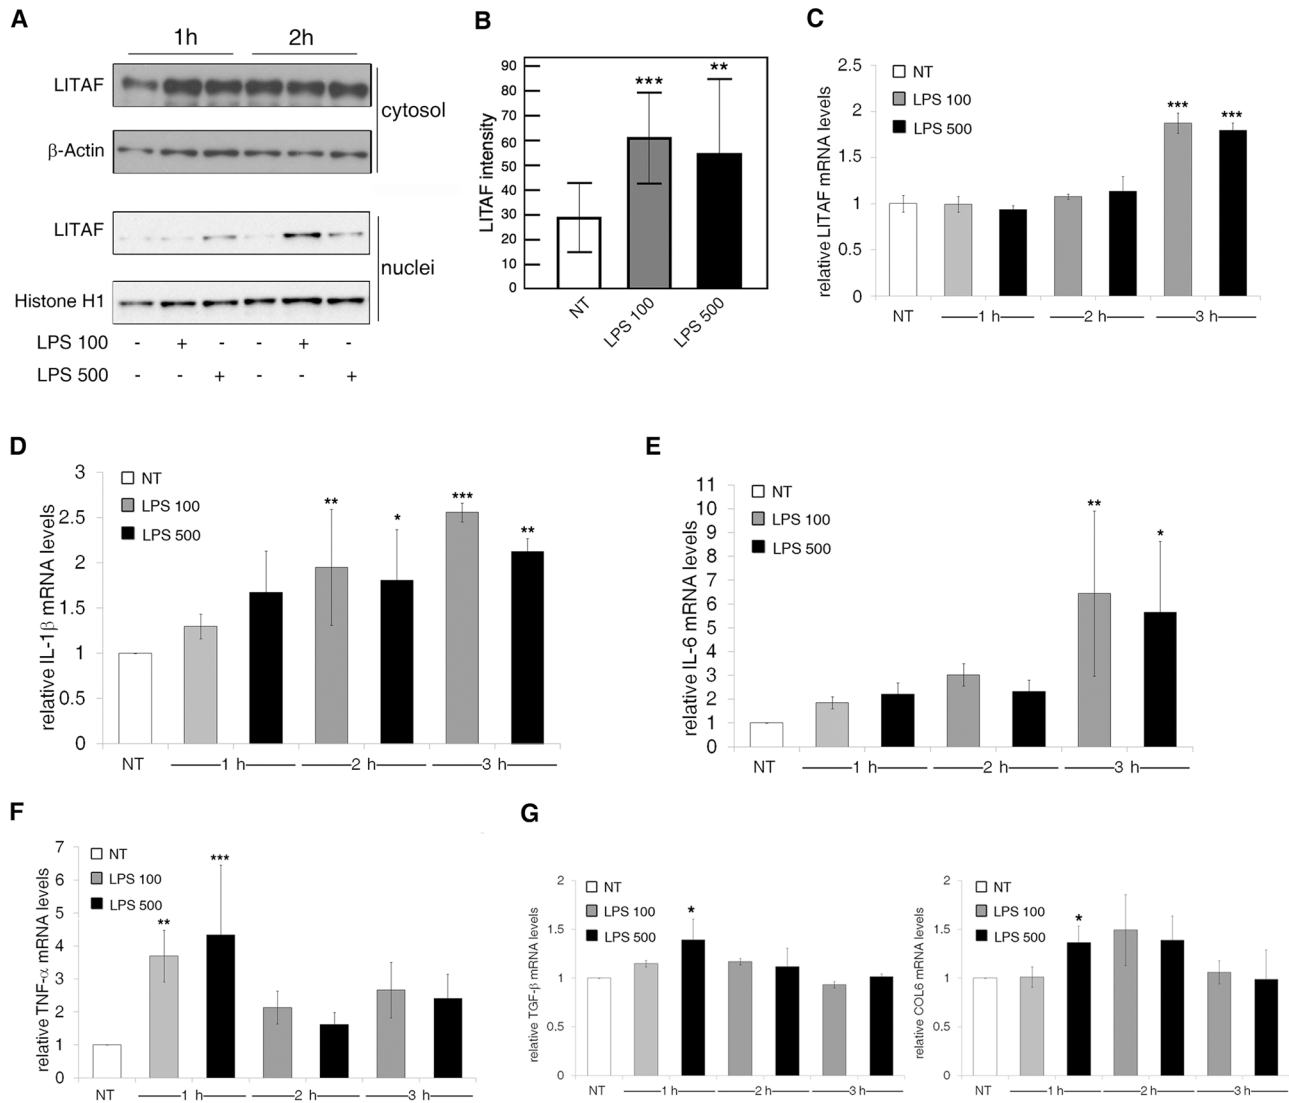 A
1h 2h
LITAF
cytosol
β-Actin
LITAF
nuclei
Histone H1
LPS 100 - + - - + -
LPS 500 - - + - - +
B
LITAF intensity
90
80
70
60
50
40
30
20
10
0
***
**
NT
LPS 100
LPS 500
C
relative LITAF mRNA levels
2.5
2
1.5
1
0.5
0
NT
LPS 100
LPS 500
***
***
NT 1 h 2 h 3 h
D
relative IL-1β mRNA levels
3
2.5
2
1.5
1
0.5
0
NT
LPS 100
LPS 500
**
*
***
**
NT 1 h 2 h 3 h
E
relative IL-6 mRNA levels
11
10
9
8
7
6
5
4
3
2
1
0
NT
LPS 100
LPS 500
**
*
NT 1 h 2 h 3 h
F
relative TNF-α mRNA levels
7
6
5
4
3
2
1
0
NT
LPS 100
LPS 500
**
***
NT 1 h 2 h 3 h
G
relative TGF-β mRNA levels
2
1.5
1
0.5
0
NT
LPS 100
LPS 500
*
NT 1 h 2 h 3 h
relative COL6 mRNA levels
2
1.5
1
0.5
0
NT
LPS 100
LPS 500
*
NT 1 h 2 h 3 h